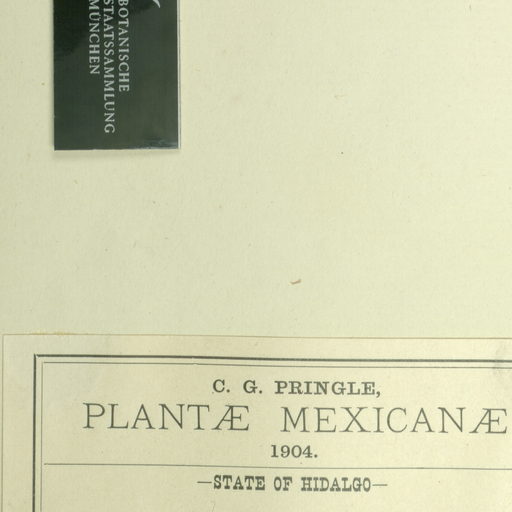 BOTANISCHE
STAATSSAMMLUNG
MÜNCHEN
C. G. PRINGLE,
PLANTÆ MEXICANÆ
1904.
—STATE OF HIDALGO—